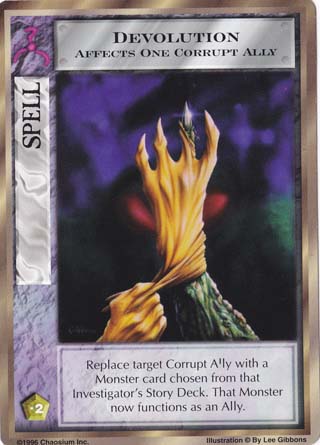 DEVOLUTION
AFFECTS ONE CORRUPT ALLY
SPELL
Replace target Corrupt Ally with a
Monster card chosen from that
Investigator's Story Deck. That Monster
now functions as an Ally.
-2
©1996 Chaosium Inc.
Illustration © By Lee Gibbons